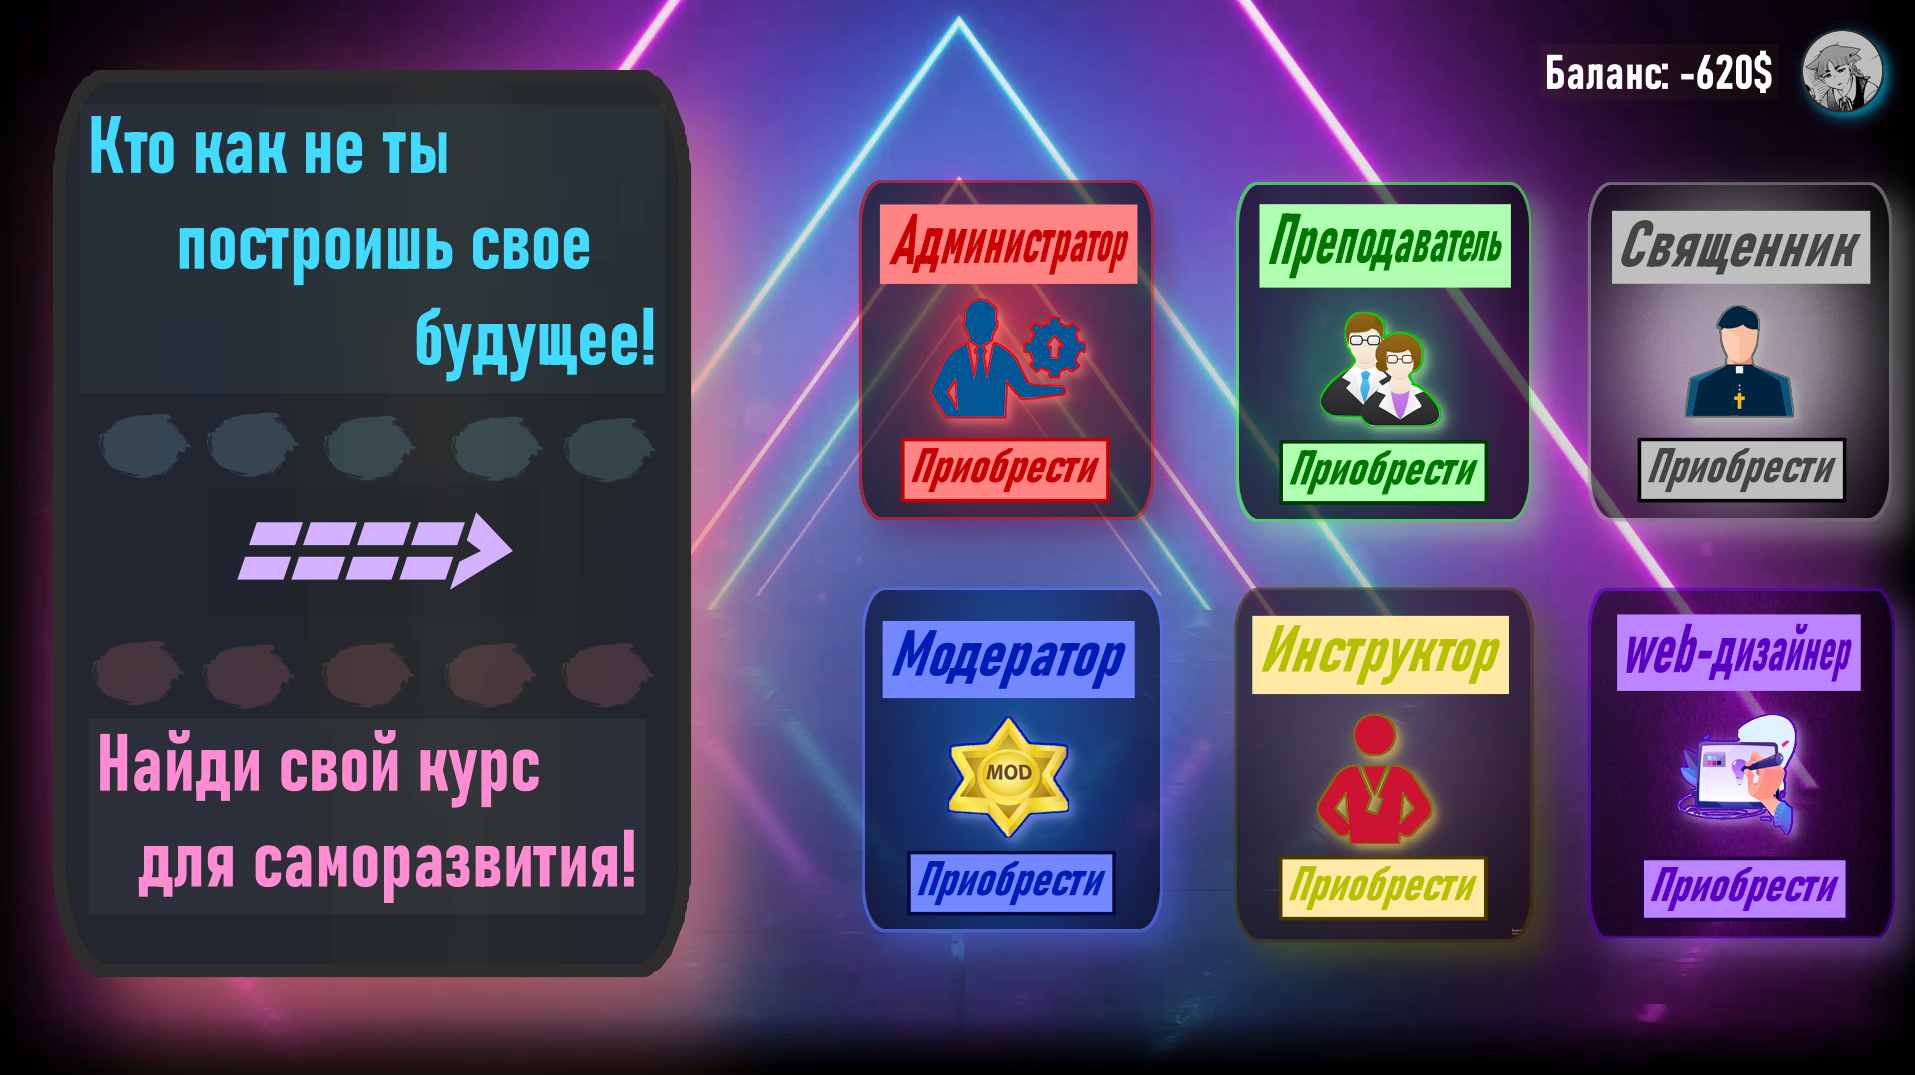 Баланс: -620$
Кто как не ты
построишь свое
будущее!
Найди свой курс
для саморазвития!
Администратор
Приобрести
Преподаватель
Приобрести
Священник
Приобрести
Модератор
MOD
Приобрести
Инструктор
Приобрести
web-дизайнер
Приобрести